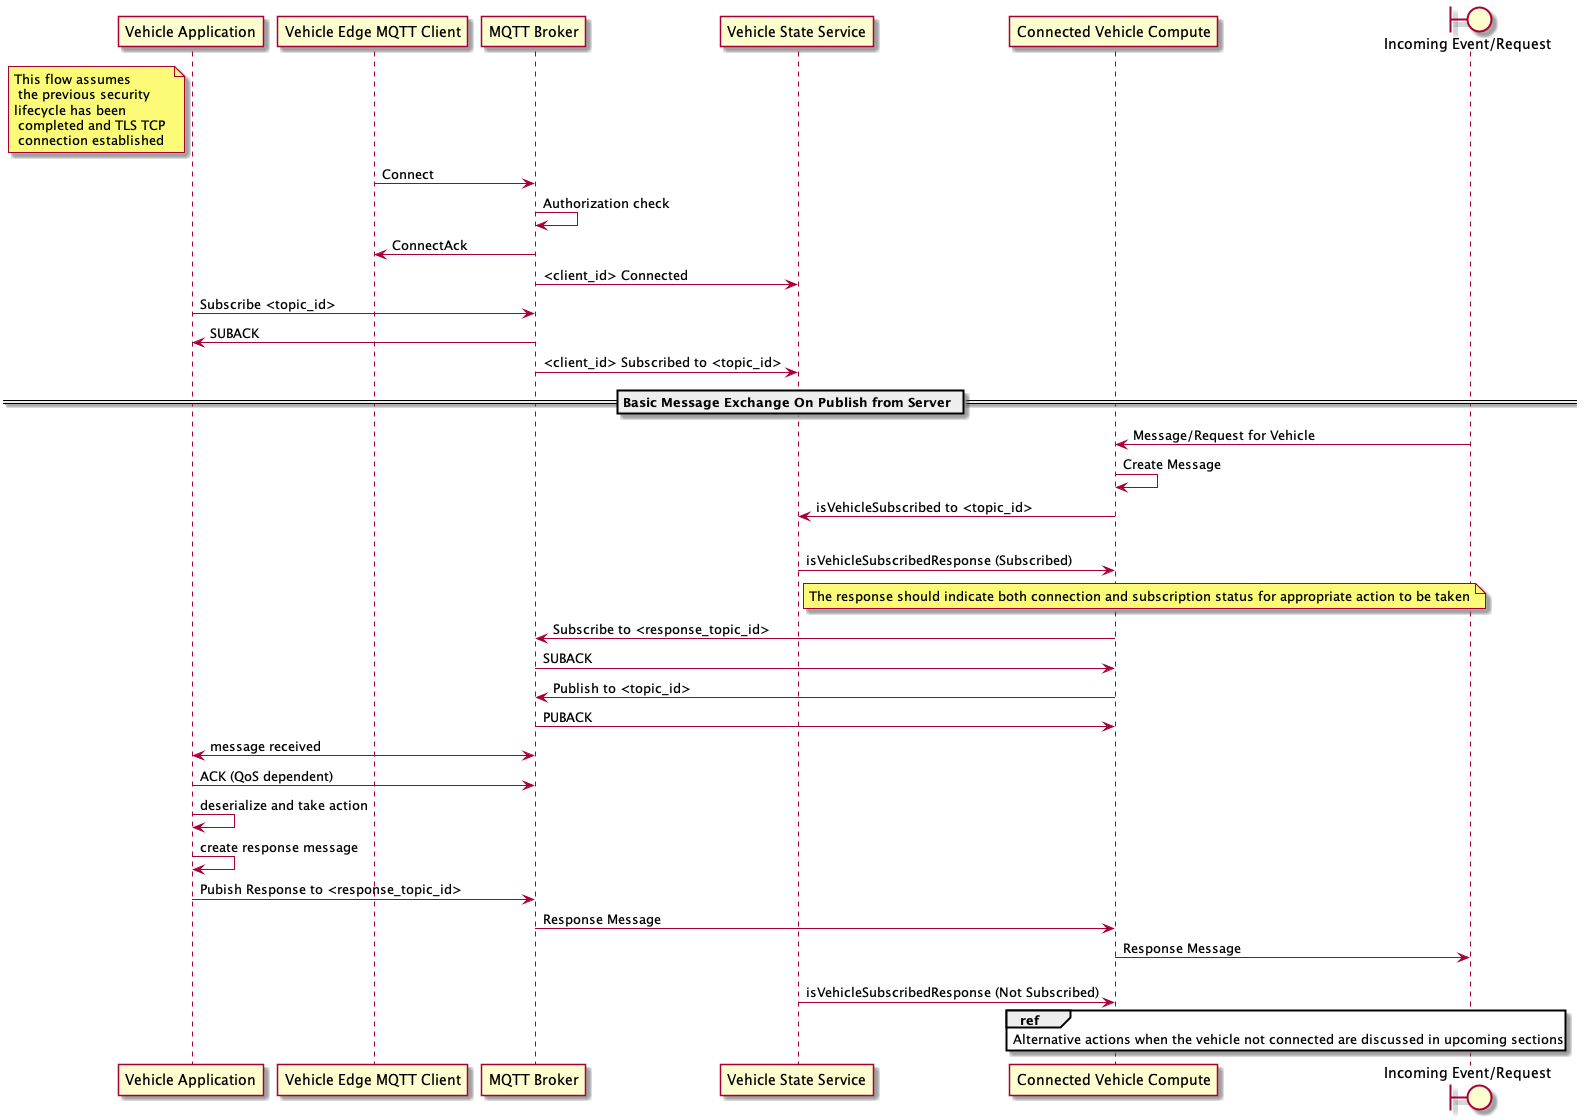 Vehicle Application
Vehicle Edge MQTT Client
MQTT Broker
Vehicle State Service
Connected Vehicle Compute
Incoming Event/Request
This flow assumes
the previous security
lifecycle has been
completed and TLS TCP
connection established
Connect
Authorization check
ConnectAck
<client_id> Connected
Subscribe <topic_id>
SUBACK
<client_id> Subscribed to <topic_id>
Basic Message Exchange On Publish from Server
Message/Request for Vehicle
Create Message
isVehicleSubscribed to <topic_id>
isVehicleSubscribedResponse (Subscribed)
The response should indicate both connection and subscription status for appropriate action to be taken
Subscribe to <response_topic_id>
SUBACK
Publish to <topic_id>
PUBACK
message received
ACK (QoS dependent)
deserialize and take action
create response message
Pubish Response to <response_topic_id>
Response Message
Response Message
isVehicleSubscribedResponse (Not Subscribed)
ref
Alternative actions when the vehicle not connected are discussed in upcoming sections
Vehicle Application
Vehicle Edge MQTT Client
MQTT Broker
Vehicle State Service
Connected Vehicle Compute
Incoming Event/Request